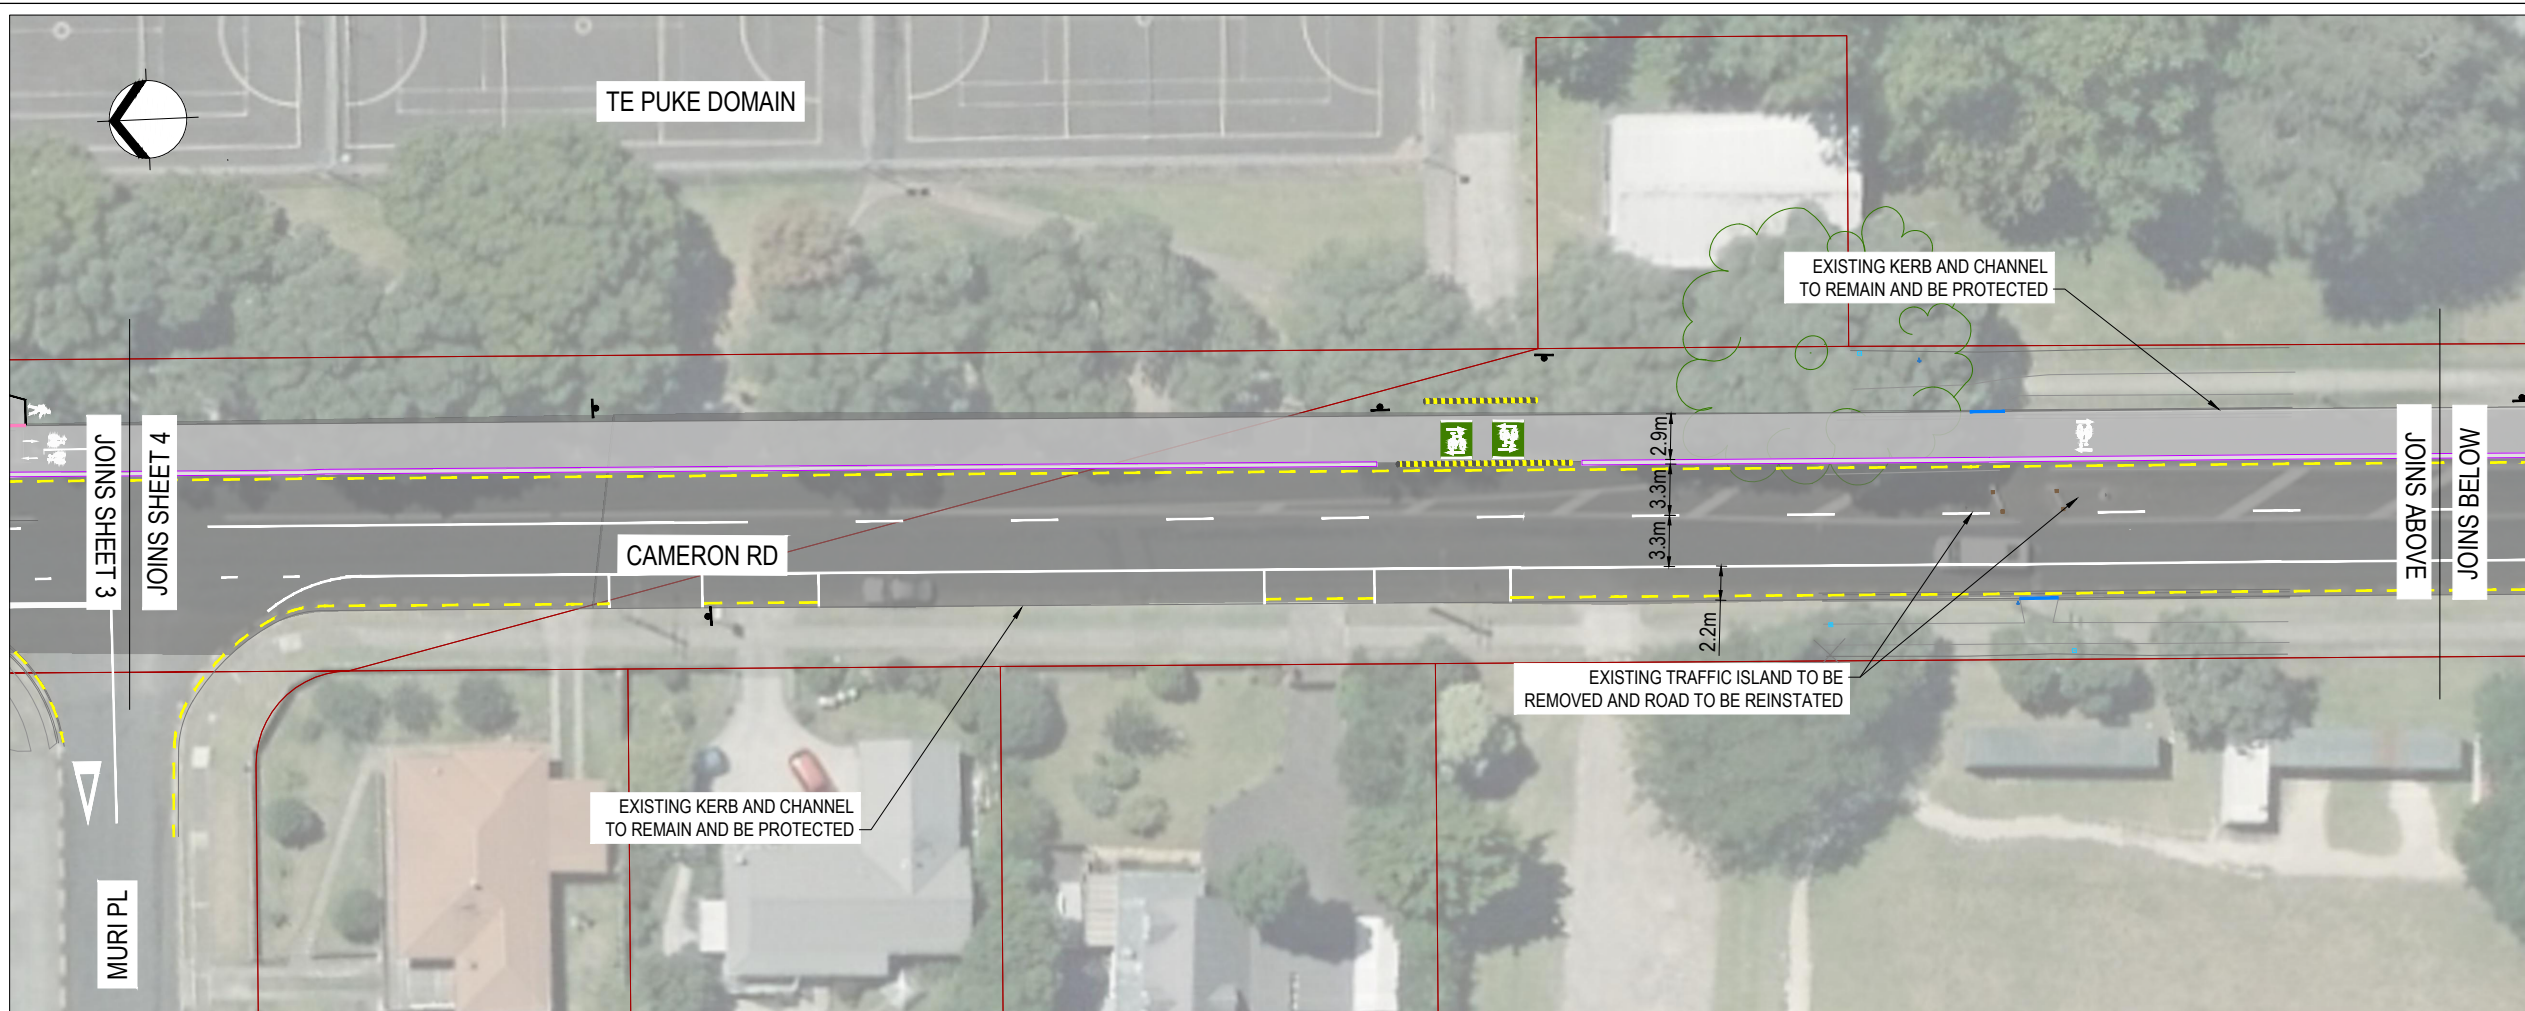 TE PUKE DOMAIN
EXISTING KERB AND CHANNEL
TO REMAIN AND BE PROTECTED
JOINS SHEET 3
JOINS SHEET 4
CAMERON RD
2.9m
3.3m
3.3m
2.2m
JOINS ABOVE
JOINS BELOW
EXISTING TRAFFIC ISLAND TO BE
REMOVED AND ROAD TO BE REINSTATED
EXISTING KERB AND CHANNEL
TO REMAIN AND BE PROTECTED
MURI PL